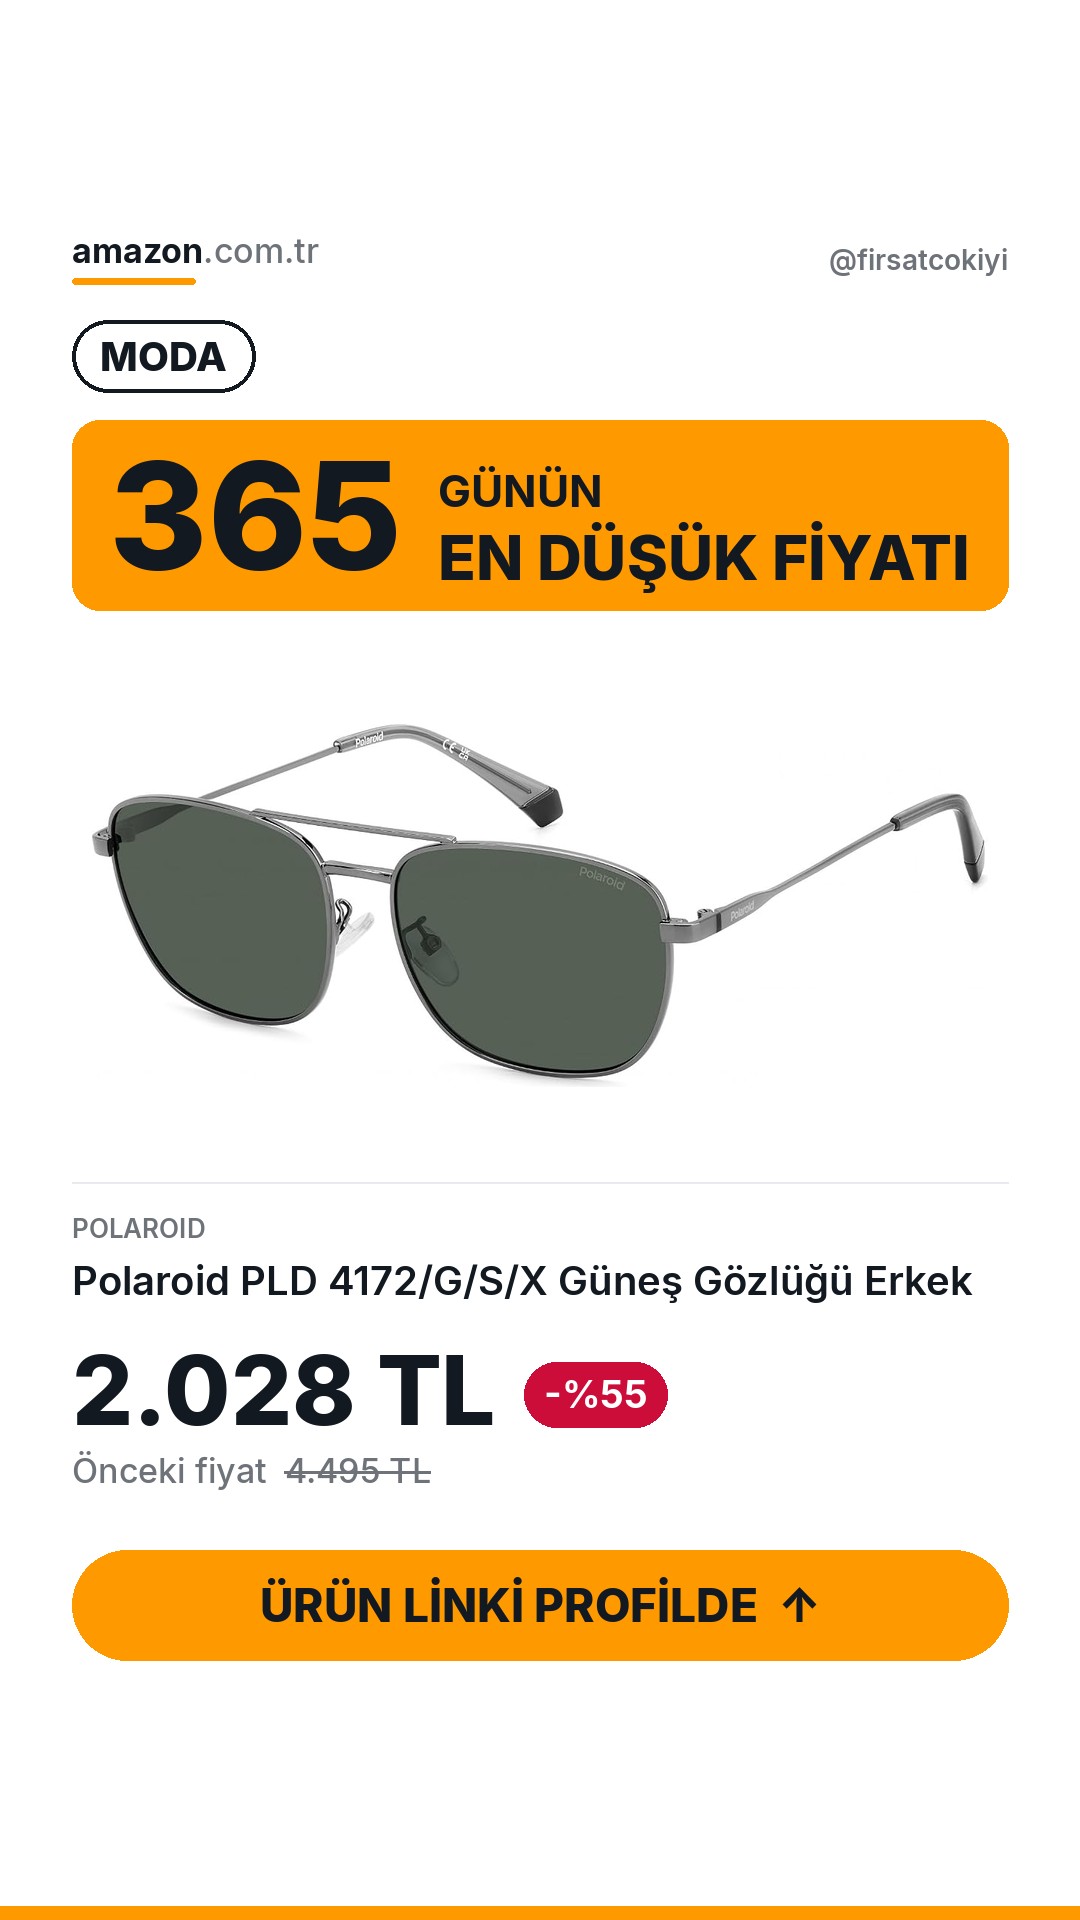 amazon.com.tr
@firsatcokiyi
MODA
365
GÜNÜN
EN DÜŞÜK FİYATI
Polaroid
CE
Polaroid
Polaroid
POLAROID
Polaroid PLD 4172/G/S/X Güneş Gözlüğü Erkek
2.028 TL
-%55
Önceki fiyat 4.495 TL
ÜRÜN LİNKİ PROFİLDE ↑